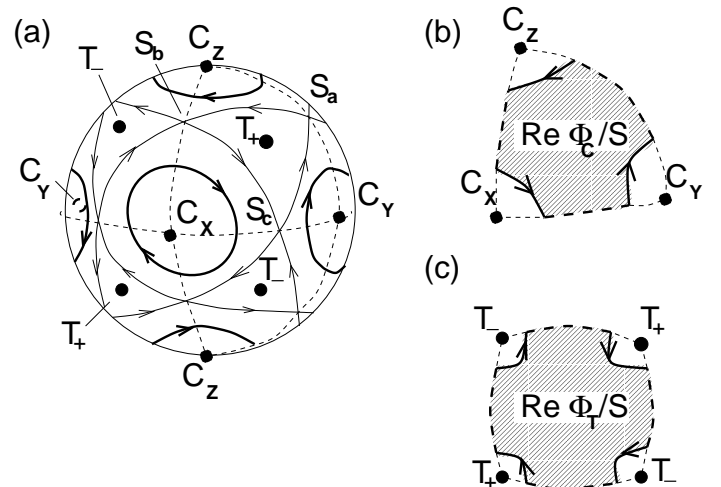 (a)
S_b
C_Z
T_–
S_a
T_+
C_Y
C_X
S_c
C_Y
T_–
T_+
C_Z
(b)
C_Z
Re Φ_C/S
C_X
C_Y
(c)
T_–
T_+
Re Φ_T/S
T_+
T_–